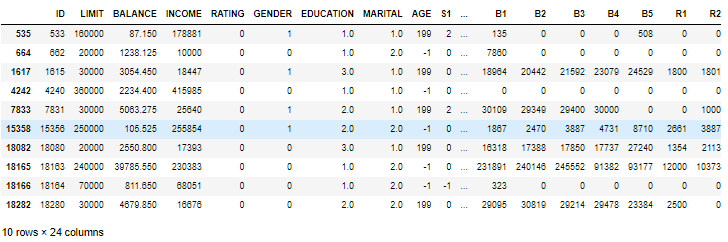 ID LIMIT BALANCE INCOME RATING GENDER EDUCATION MARITAL AGE S1 ... B1 B2 B3 B4 B5 R1 R2
535 533 160000 87.150 178881 0 1 1.0 1.0 199 2 ... 135 0 0 0 508 0 0
664 662 20000 1238.125 10000 0 0 1.0 2.0 -1 0 ... 7860 0 0 0 0 0 0
1617 1615 30000 3054.450 18447 0 1 3.0 1.0 199 0 ... 18964 20442 21592 23079 24529 1800 1801
4242 4240 360000 2234.400 415985 0 0 1.0 1.0 -1 0 ... 0 0 0 0 0 0 0
7833 7831 30000 5063.275 25640 0 1 2.0 1.0 199 2 ... 30109 29349 29400 30000 0 0 1000
15358 15356 250000 105.525 255854 0 1 2.0 2.0 -1 0 ... 1867 2470 3887 4731 8710 2661 3887
18082 18080 20000 2550.800 17393 0 0 3.0 2.0 199 0 ... 16318 17388 17850 17737 27240 1354 2113
18165 18163 240000 39785.550 230383 0 0 1.0 2.0 -1 0 ... 231891 240146 245552 91382 93177 12000 10373
18166 18164 70000 811.650 68051 0 0 1.0 2.0 -1 -1 ... 323 0 0 0 0 0 0
18282 18280 30000 4679.850 16676 0 0 2.0 2.0 199 0 ... 29095 30819 29214 29478 23384 2500 0
10 rows × 24 columns